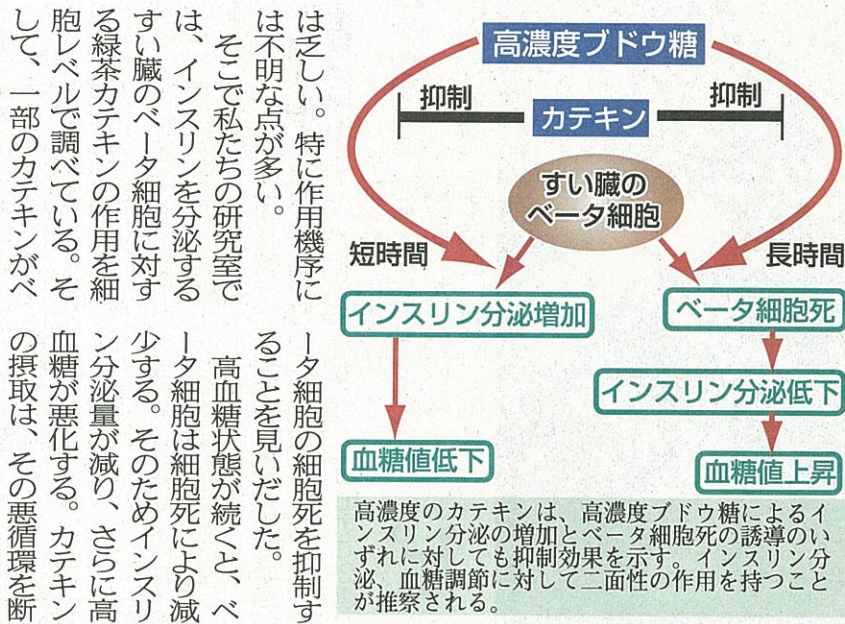 は乏しい。特に作用機序に
は不明な点が多い。
そこで私たちの研究室で
は、インスリンを分泌する
すい臓のベータ細胞に対す
る緑茶カテキンの作用を細
胞レベルで調べている。そ
して、一部のカテキンがベ
ータ細胞の細胞死を抑制す
ることを見いだした。
高血糖状態が続くと、ベ
ータ細胞は細胞死により減
少する。そのためインスリ
ン分泌量が減り、さらに高
血糖が悪化する。カテキン
の摂取は、その悪循環を断
高濃度ブドウ糖
抑制
抑制
カテキン
すい臓の
ベータ細胞
短時間
長時間
インスリン分泌増加
ベータ細胞死
インスリン分泌低下
血糖値低下
血糖値上昇
高濃度のカテキンは、高濃度ブドウ糖によるイ
ンスリン分泌の増加とベータ細胞死の誘導のい
ずれに対しても抑制効果を示す。インスリン分
泌、血糖調節に対して二面性の作用を持つこと
が推察される。